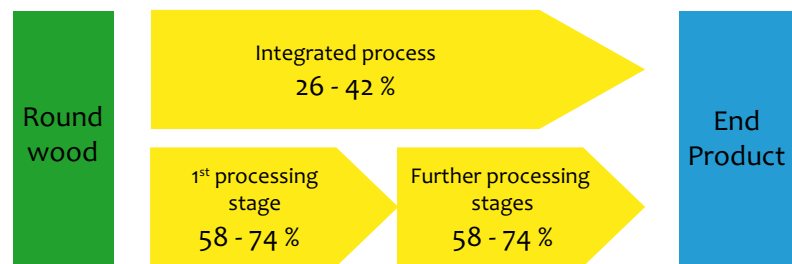 Round
wood
Integrated process
26 - 42 %
1st processing
stage
58 - 74 %
Further processing
stages
58 - 74 %
End
Product